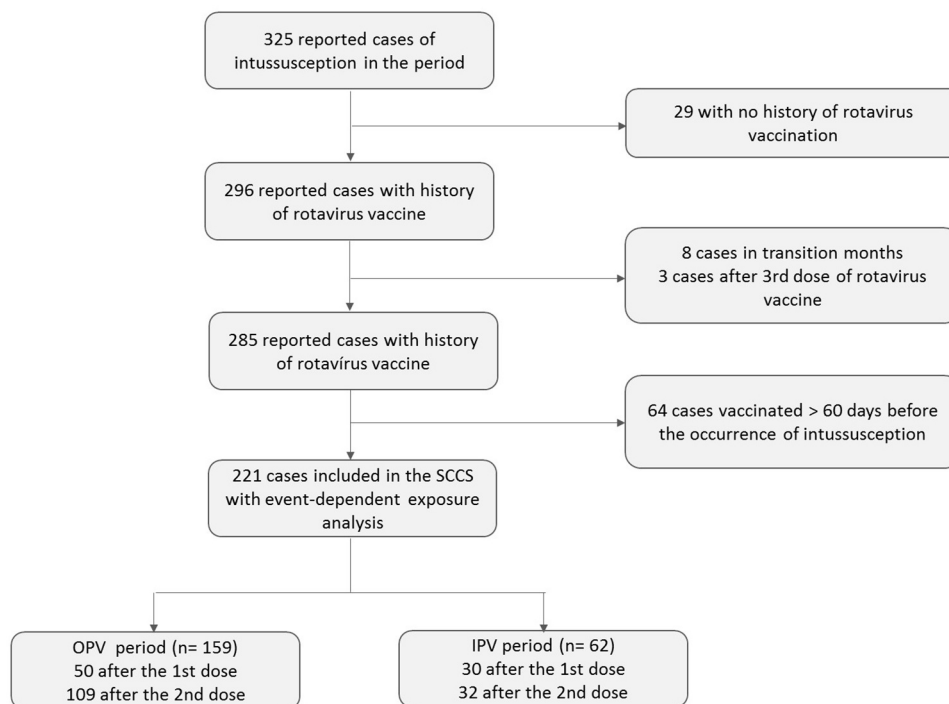 325 reported cases of
intussusception in the period
29 with no history of rotavirus
vaccination
296 reported cases with history
of rotavirus vaccine
8 cases in transition months
3 cases after 3rd dose of rotavirus
vaccine
285 reported cases with history
of rotavírus vaccine
64 cases vaccinated > 60 days before
the occurrence of intussusception
221 cases included in the SCCS
with event-dependent exposure
analysis
OPV period (n= 159)
50 after the 1st dose
109 after the 2nd dose
IPV period (n= 62)
30 after the 1st dose
32 after the 2nd dose